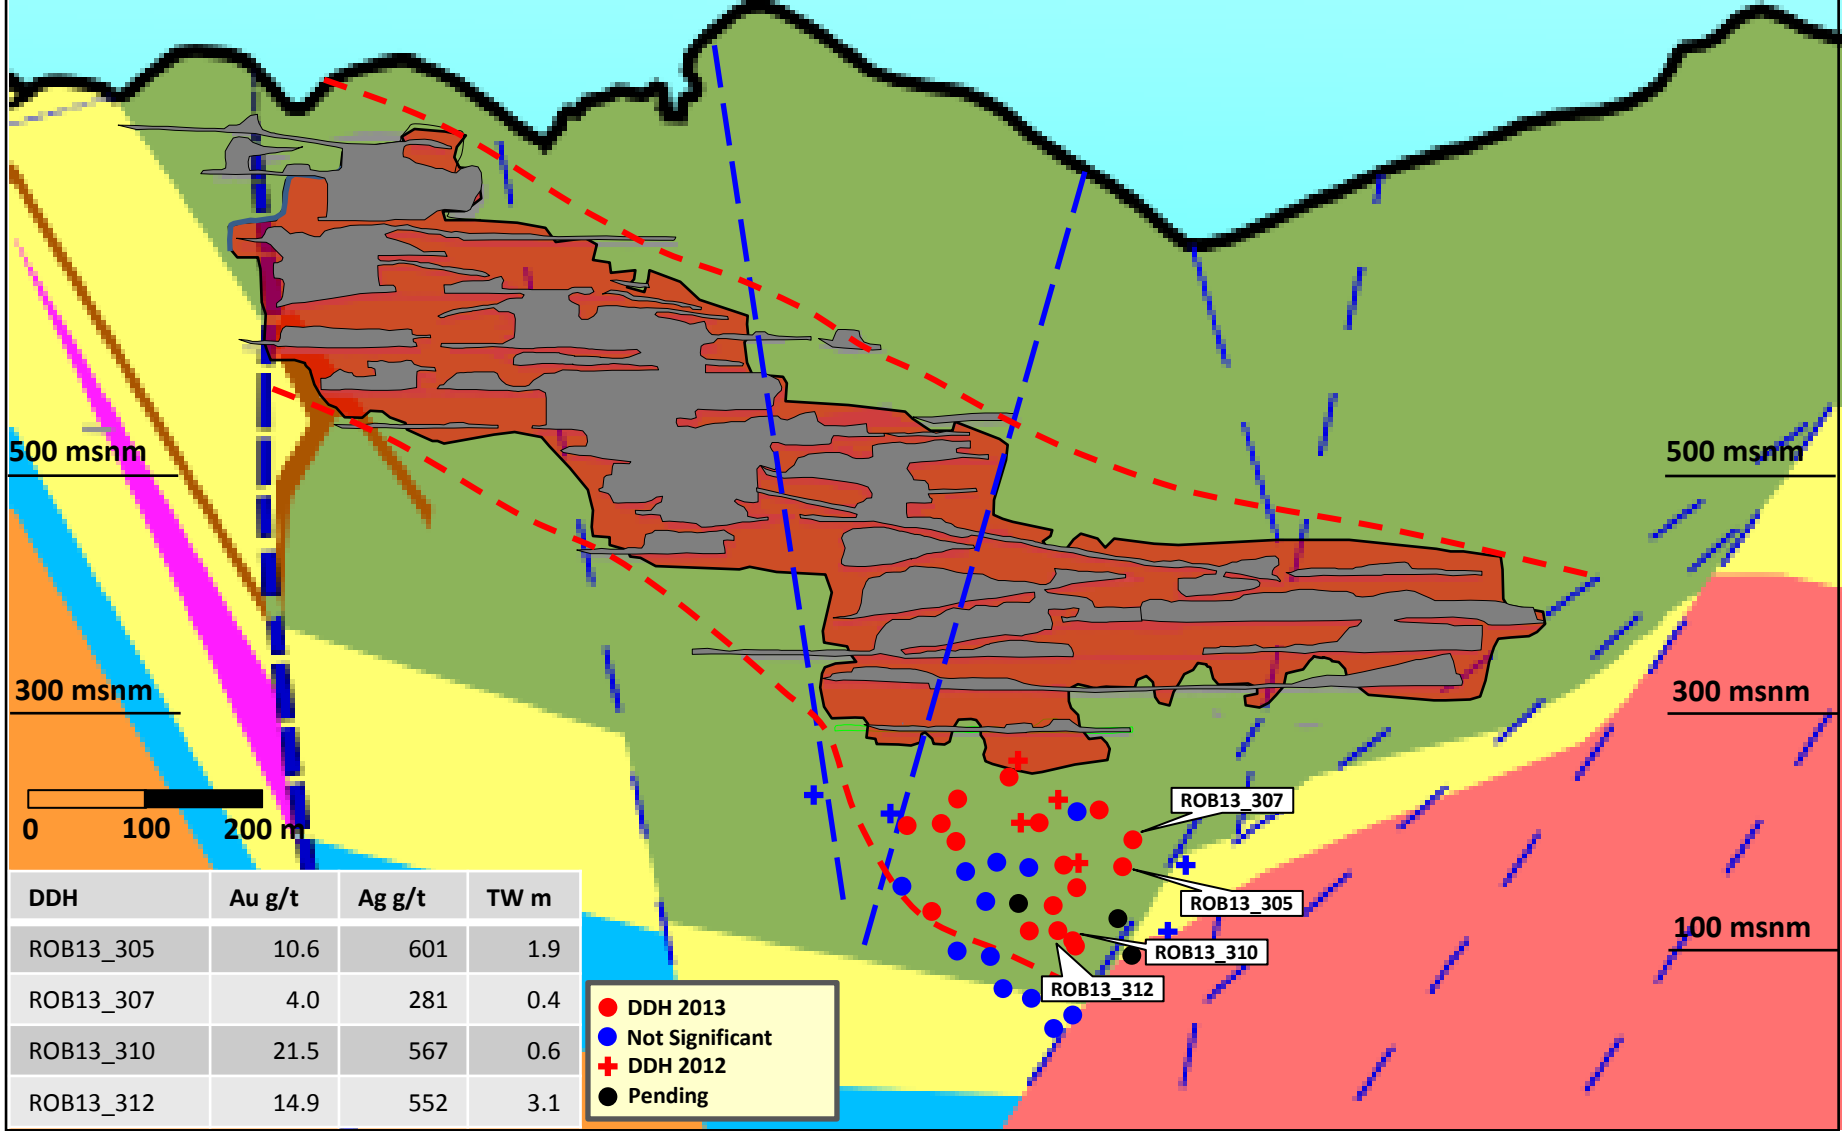 500 msnm
500 msnm
300 msnm
300 msnm
0 100 200 m
ROB13_307
ROB13_305
100 msnm
ROB13_310
ROB13_312
DDH Au g/t Ag g/t TW m
ROB13_305 10.6 601 1.9
ROB13_307 4.0 281 0.4
ROB13_310 21.5 567 0.6
ROB13_312 14.9 552 3.1
DDH 2013
Not Significant
DDH 2012
Pending